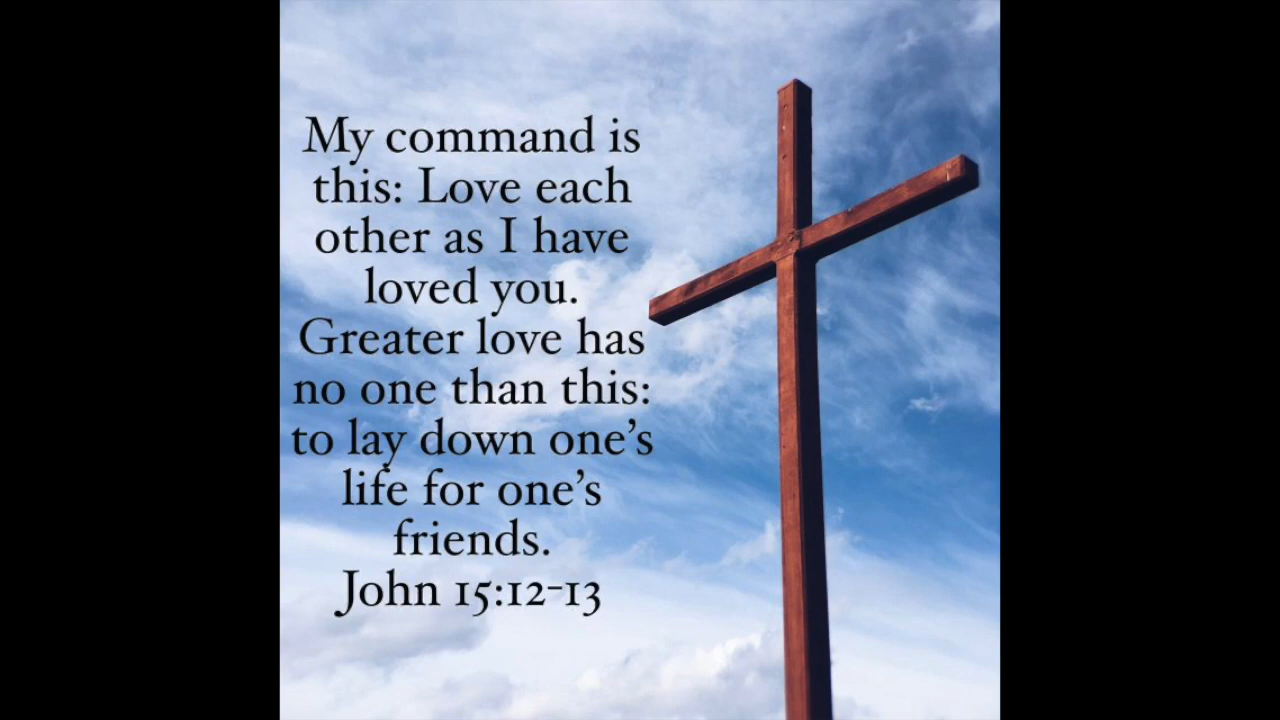 My command is
this: Love each
other as I have
loved you.
Greater love has
no one than this:
to lay down one’s
life for one’s
friends.
John 15:12-13